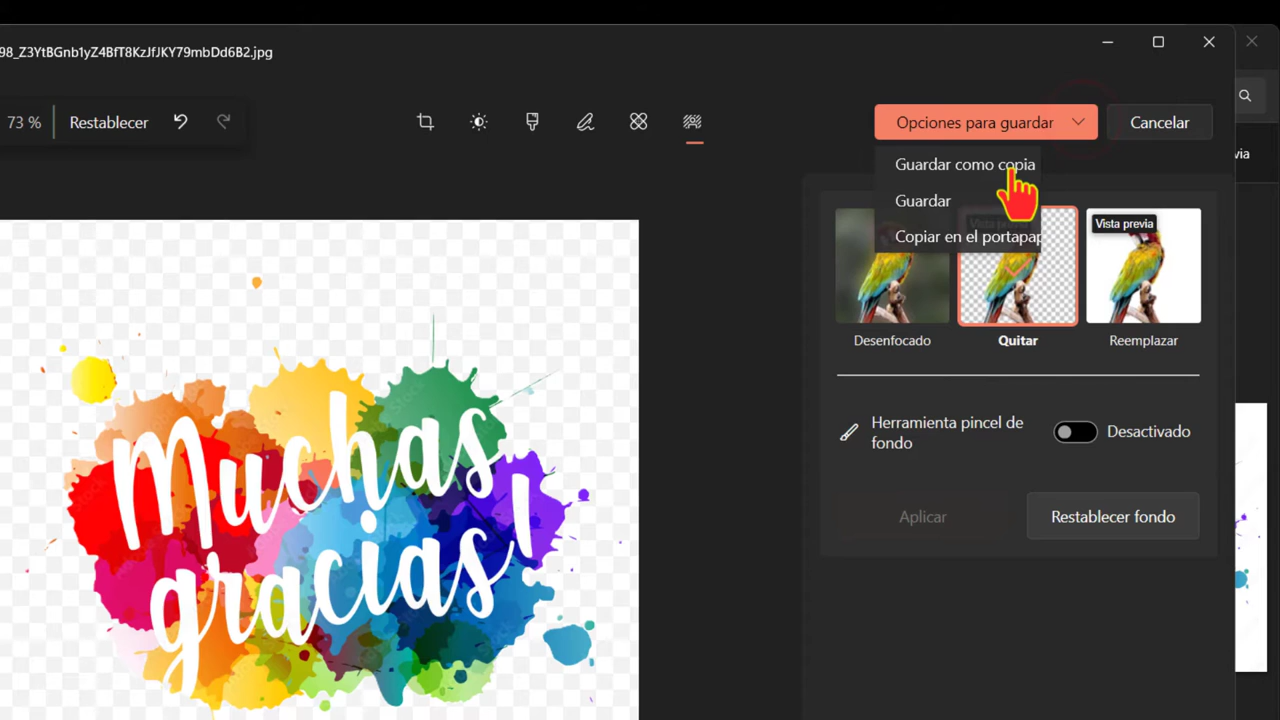 98_Z3YtBGnb1yZ4BfT8KzJfJKY79mbDd6B2.jpg
73 %
Restablecer
Opciones para guardar
Cancelar
Guardar como copia
Guardar
Copiar en el portapap
Vista previa
Desenfocado
Quitar
Reemplazar
Herramienta pincel de
fondo
Desactivado
Aplicar
Restablecer fondo
Muchas
gracias!
via